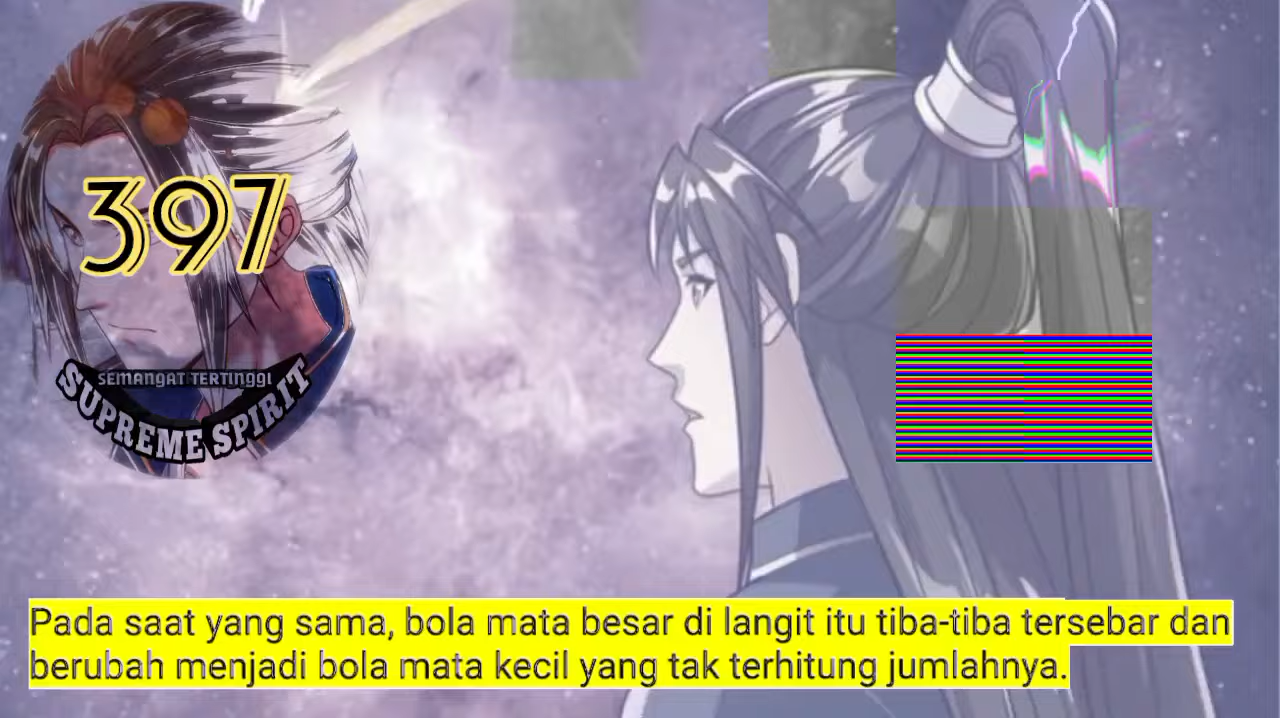 397
SEMANGAT TERTINGGI
SUPREME SPIRIT
Pada saat yang sama, bola mata besar di langit itu tiba-tiba tersebar dan
berubah menjadi bola mata kecil yang tak terhitung jumlahnya.